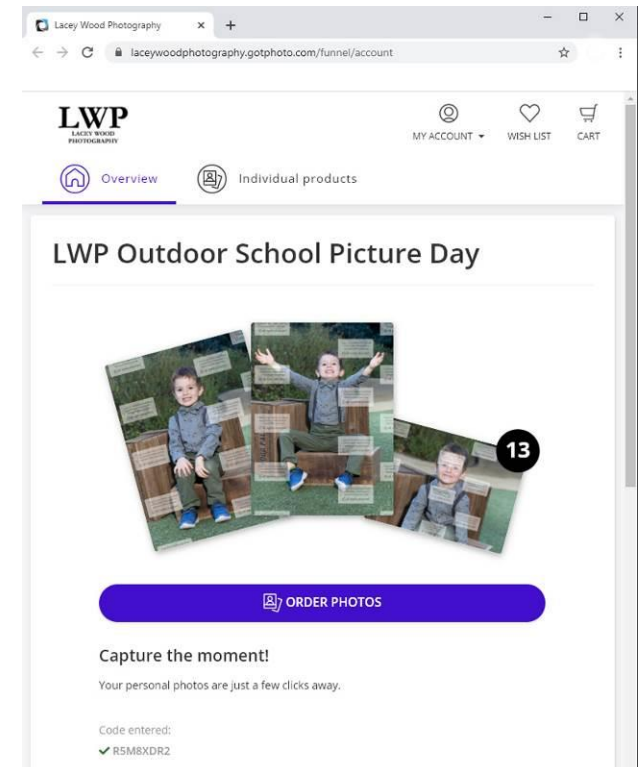 Lacey Wood Photography
laceywoodphotography.gotphoto.com/funnel/account
LWP
LACEY WOOD
PHOTOGRAPHY
MY ACCOUNT
WISH LIST
CART
Overview
Individual products
LWP Outdoor School Picture Day
13
ORDER PHOTOS
Capture the moment!
Your personal photos are just a few clicks away.
Code entered:
R5M8XDR2